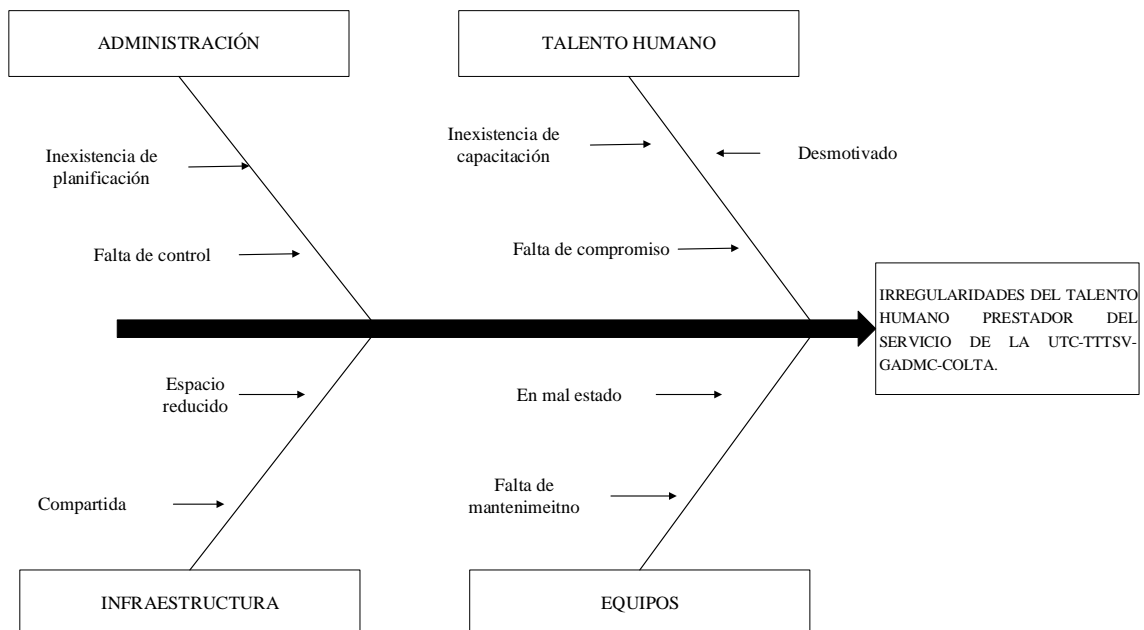 ADMINISTRACIÓN
TALENTO HUMANO
Inexistencia de
planificación
Falta de control
Inexistencia de
capacitación
Desmotivado
Falta de compromiso
IRREGULARIDADES DEL TALENTO
HUMANO PRESTADOR DEL
SERVICIO DE LA UTC-TTTSV-
GADMC-COLTA.
Espacio
reducido
Compartida
En mal estado
Falta de
mantenimeitno
INFRAESTRUCTURA
EQUIPOS